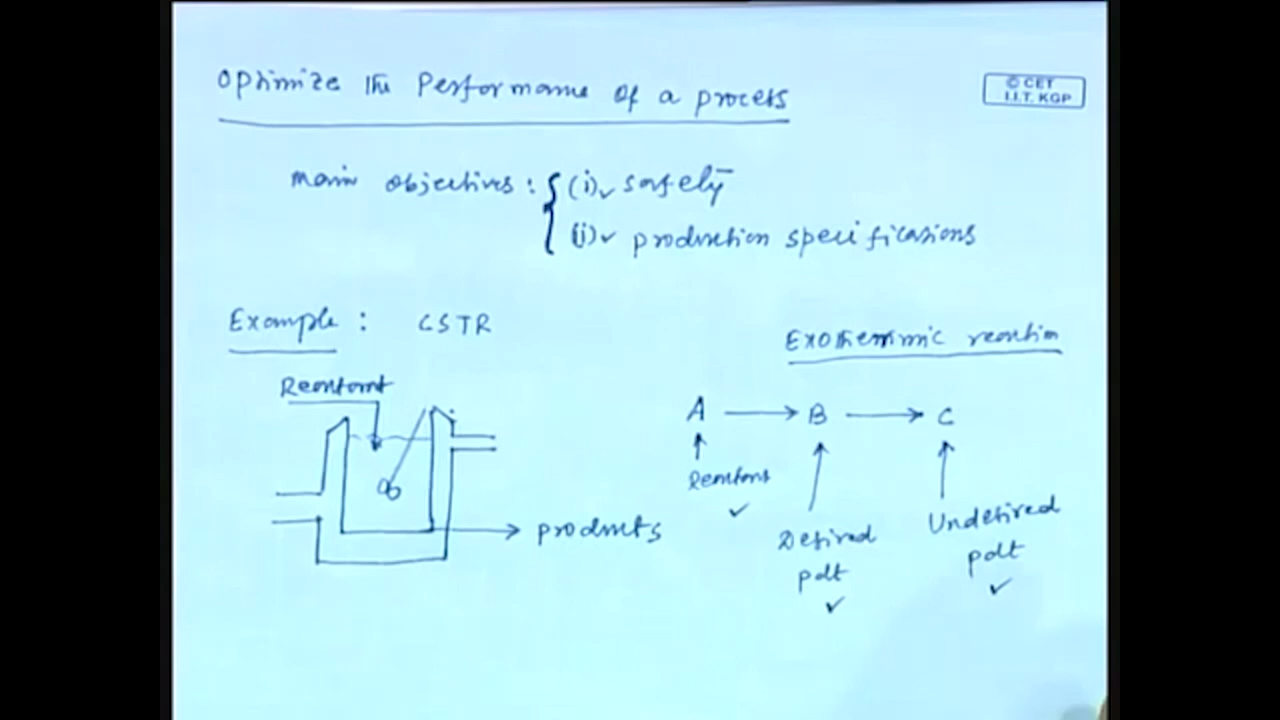 Optimize the Performance of a process
© CET
I.I.T. KGP
main objectives : (i) safety
(ii) production specifications
Example : CSTR
Exothermic reaction
Reactant
A → B → C
Reactant
Desired
pdt
Undesired
pdt
products